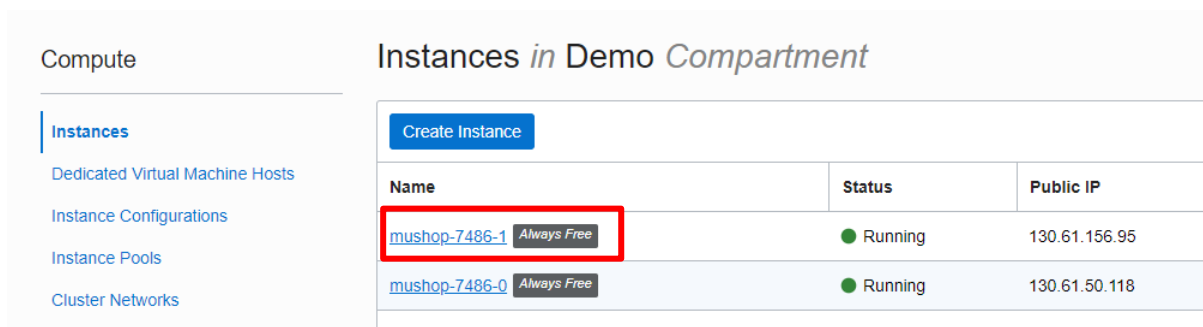 Compute
Instances
Dedicated Virtual Machine Hosts
Instance Configurations
Instance Pools
Cluster Networks
Instances in Demo Compartment
Create Instance
Name Status Public IP
mushop-7486-1 Always Free Running 130.61.156.95
mushop-7486-0 Always Free Running 130.61.50.118